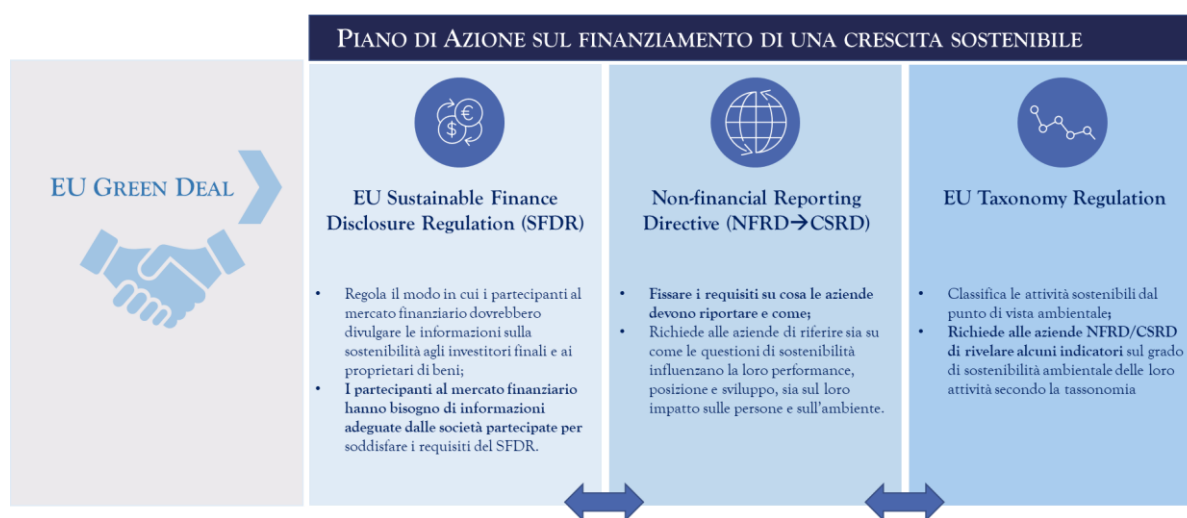 PIANO DI AZIONE SUL FINANZIAMENTO DI UNA CRESCITA SOSTENIBILE
EU GREEN DEAL
€
$
EU Sustainable Finance
Disclosure Regulation (SFDR)
• Regola il modo in cui i partecipanti al
mercato finanziario dovrebbero
divulgare le informazioni sulla
sostenibilità agli investitori finali e ai
proprietari di beni;
• I partecipanti al mercato finanziario
hanno bisogno di informazioni
adeguate dalle società partecipate per
soddisfare i requisiti del SFDR.
Non-financial Reporting
Directive (NFRD→CSRD)
• Fissare i requisiti su cosa le aziende
devono riportare e come;
• Richiede alle aziende di riferire sia su
come le questioni di sostenibilità
influenzano la loro performance,
posizione e sviluppo, sia sul loro
impatto sulle persone e sull'ambiente.
EU Taxonomy Regulation
• Classifica le attività sostenibili dal
punto di vista ambientale;
• Richiede alle aziende NFRD/CSRD
di rivelare alcuni indicatori sul grado
di sostenibilità ambientale delle loro
attività secondo la tassonomia